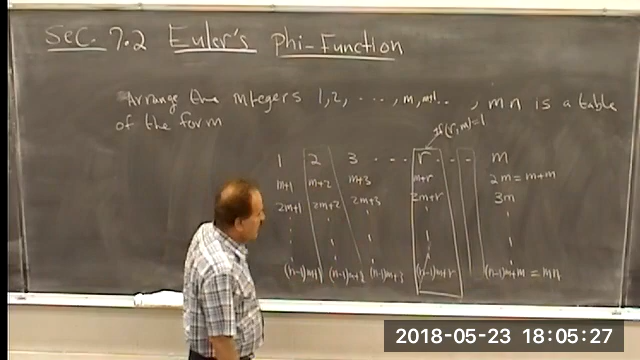 Sec. 7.2 Euler's Phi-Function
Arrange the integers 1, 2, ..., m, m+1, .., mn is a table
of the form
if (r, m) = 1
1 2 3 ... r ... m
m+1 m+2 m+3 m+r 2m = m+m
2m+1 2m+2 2m+3 2m+r 3m
(n-1)m+1 (n-1)m+2 (n-1)m+3 (n-1)m+r (n-1)m+m = mn
2018-05-23 18:05:27